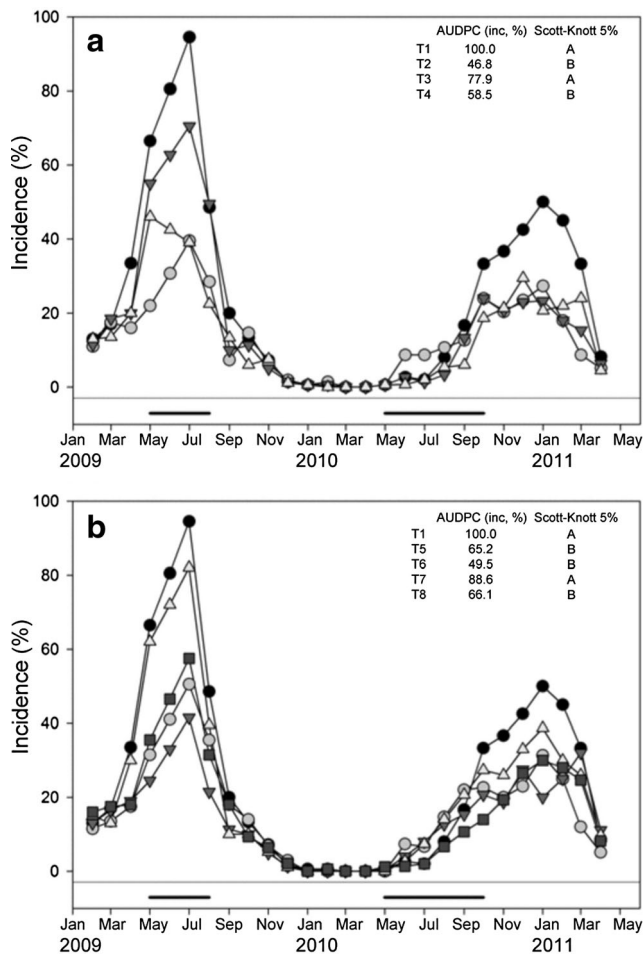 a
AUDPC (inc, %) Scott-Knott 5%
T1 100.0 A
T2 46.8 B
T3 77.9 A
T4 58.5 B
100
80
60
40
20
0
Incidence (%)
Jan Mar May Jul Sep Nov Jan Mar May Jul Sep Nov Jan Mar May
2009 2010 2011
b
AUDPC (inc, %) Scott-Knott 5%
T1 100.0 A
T5 65.2 B
T6 49.5 B
T7 88.6 A
T8 66.1 B
100
80
60
40
20
0
Incidence (%)
Jan Mar May Jul Sep Nov Jan Mar May Jul Sep Nov Jan Mar May
2009 2010 2011